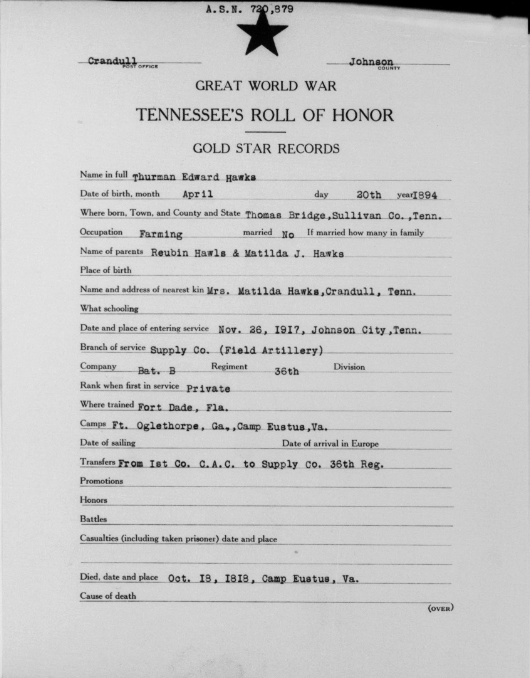 A.S.N. 720,879
Crandull Johnson
POST OFFICE COUNTY
GREAT WORLD WAR
TENNESSEE'S ROLL OF HONOR
GOLD STAR RECORDS
Name in full Thurman Edward Hawks
Date of birth, month April day 20th year 1894
Where born, Town, and County and State Thomas Bridge,Sullivan Co.,Tenn.
Occupation Farming married No If married how many in family
Name of parents Reubin Hawls & Matilda J. Hawks
Place of birth
Name and address of nearest kin Mrs. Matilda Hawks,Crandull, Tenn.
What schooling
Date and place of entering service Nov. 26, 1917, Johnson City,Tenn.
Branch of service Supply Co. (Field Artillery)
Company Bat. B Regiment 36th Division
Rank when first in service Private
Where trained Fort Dade, Fla.
Camps Ft. Oglethorpe, Ga.,Camp Eustus,Va.
Date of sailing Date of arrival in Europe
Transfers From Ist Co. C.A.C. to Supply Co. 36th Reg.
Promotions
Honors
Battles
Casualties (including taken prisoner) date and place
Died, date and place Oct. I8, I8I8, Camp Eustus, Va.
Cause of death
(OVER)